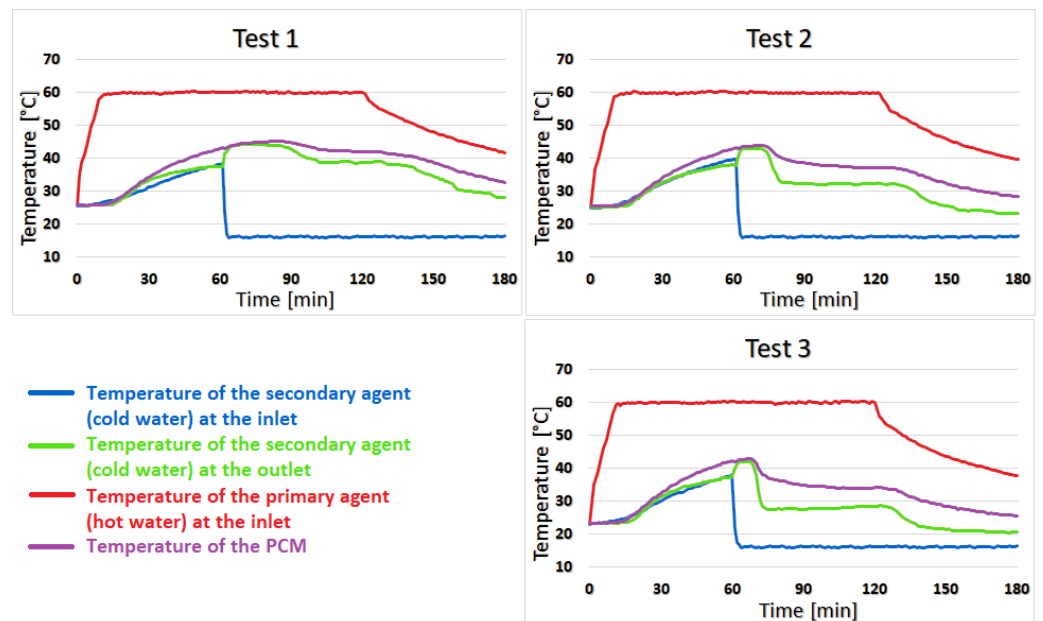 Test 1
70
60
50
40
30
20
10
Temperature [°C]
0 30 60 90 120 150 180
Time [min]
Test 2
70
60
50
40
30
20
10
Temperature [°C]
0 30 60 90 120 150 180
Time [min]
Temperature of the secondary agent
(cold water) at the inlet
Temperature of the secondary agent
(cold water) at the outlet
Temperature of the primary agent
(hot water) at the inlet
Temperature of the PCM
Test 3
70
60
50
40
30
20
10
Temperature [°C]
0 30 60 90 120 150 180
Time [min]